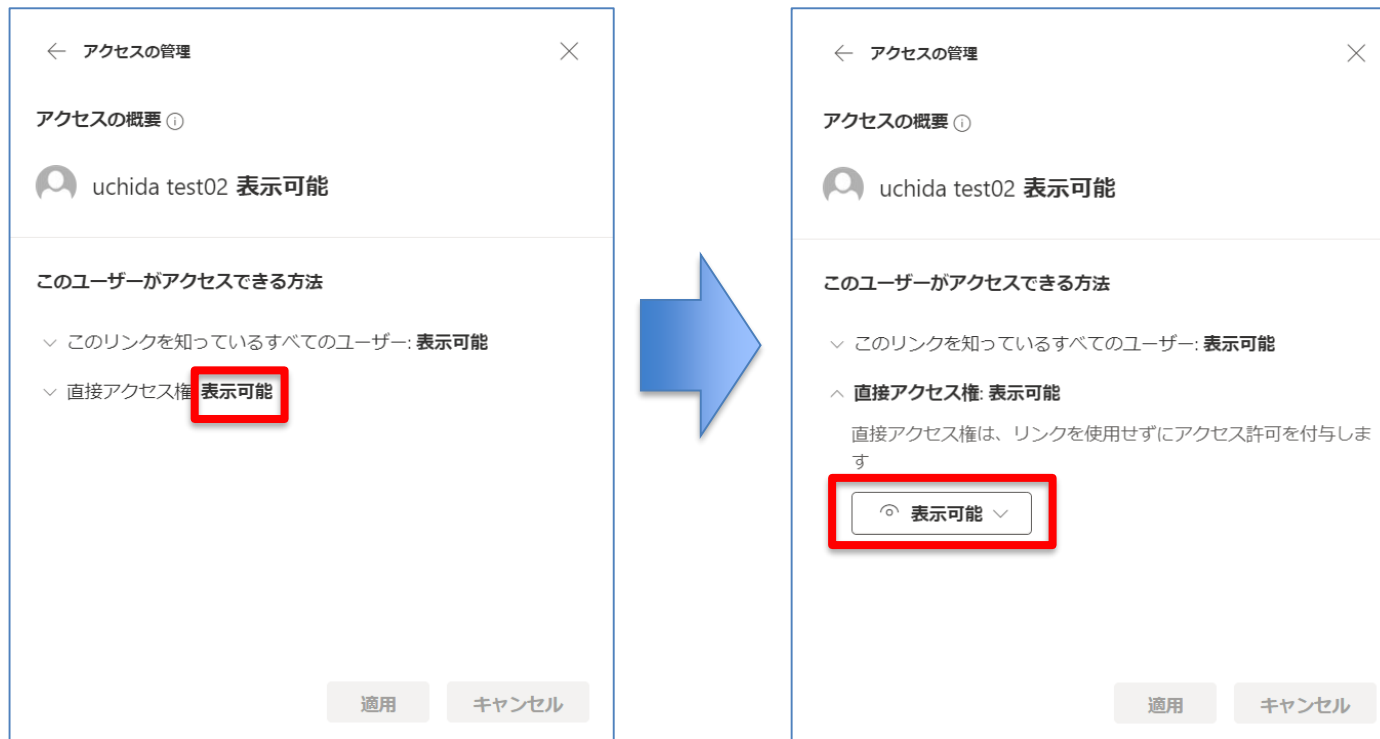 アクセスの管理
アクセスの概要
uchida test02 表示可能
このユーザーがアクセスできる方法
このリンクを知っているすべてのユーザー: 表示可能
直接アクセス権: 表示可能
適用 キャンセル
アクセスの管理
アクセスの概要
uchida test02 表示可能
このユーザーがアクセスできる方法
このリンクを知っているすべてのユーザー: 表示可能
直接アクセス権: 表示可能
直接アクセス権は、リンクを使用せずにアクセス許可を付与しま
す
表示可能
適用 キャンセル